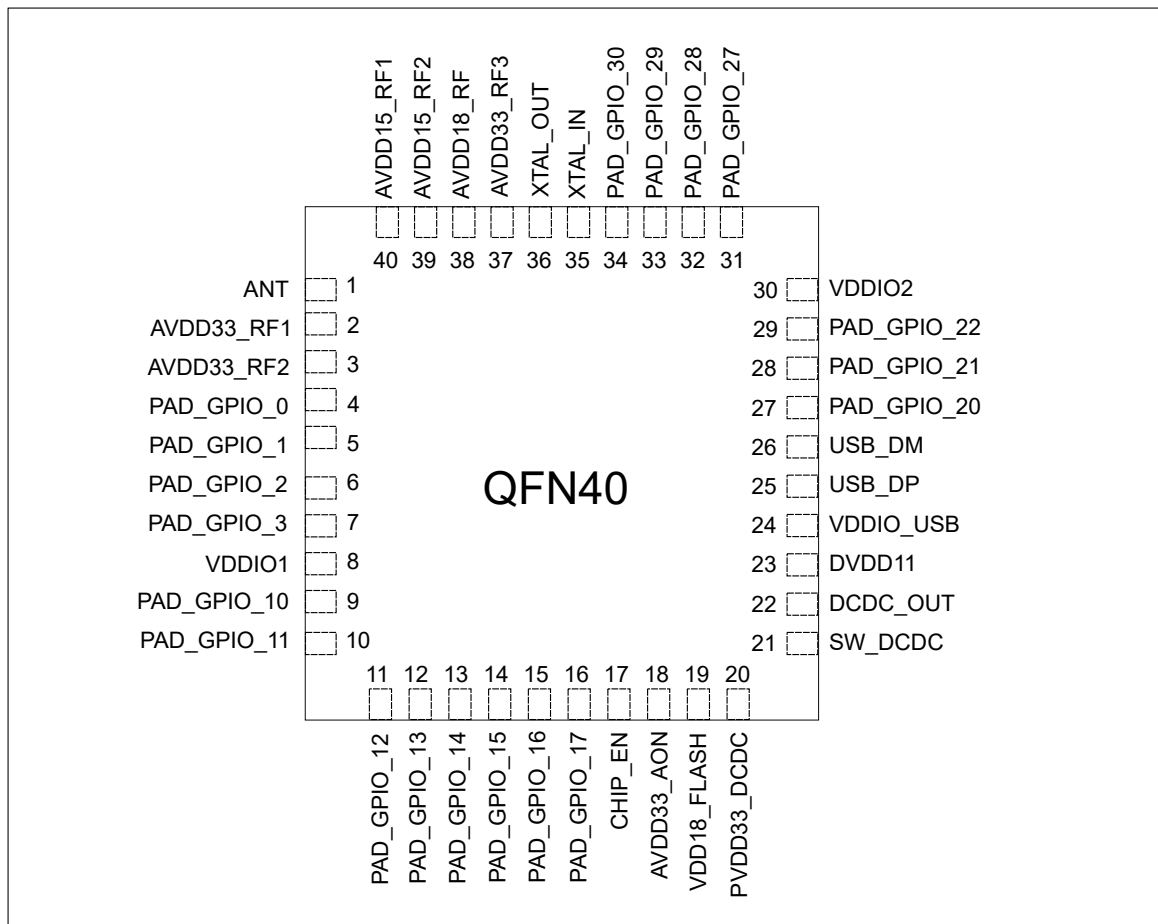 AVDD15_RF1
AVDD15_RF2
AVDD18_RF
AVDD33_RF3
XTAL_OUT
XTAL_IN
PAD_GPIO_30
PAD_GPIO_29
PAD_GPIO_28
PAD_GPIO_27
40 39 38 37 36 35 34 33 32 31
ANT 1
AVDD33_RF1 2
AVDD33_RF2 3
PAD_GPIO_0 4
PAD_GPIO_1 5
PAD_GPIO_2 6
PAD_GPIO_3 7
VDDIO1 8
PAD_GPIO_10 9
PAD_GPIO_11 10
QFN40
30 VDDIO2
29 PAD_GPIO_22
28 PAD_GPIO_21
27 PAD_GPIO_20
26 USB_DM
25 USB_DP
24 VDDIO_USB
23 DVDD11
22 DCDC_OUT
21 SW_DCDC
11 12 13 14 15 16 17 18 19 20
PAD_GPIO_12
PAD_GPIO_13
PAD_GPIO_14
PAD_GPIO_15
PAD_GPIO_16
PAD_GPIO_17
CHIP_EN
AVDD33_AON
VDD18_FLASH
PVDD33_DCDC